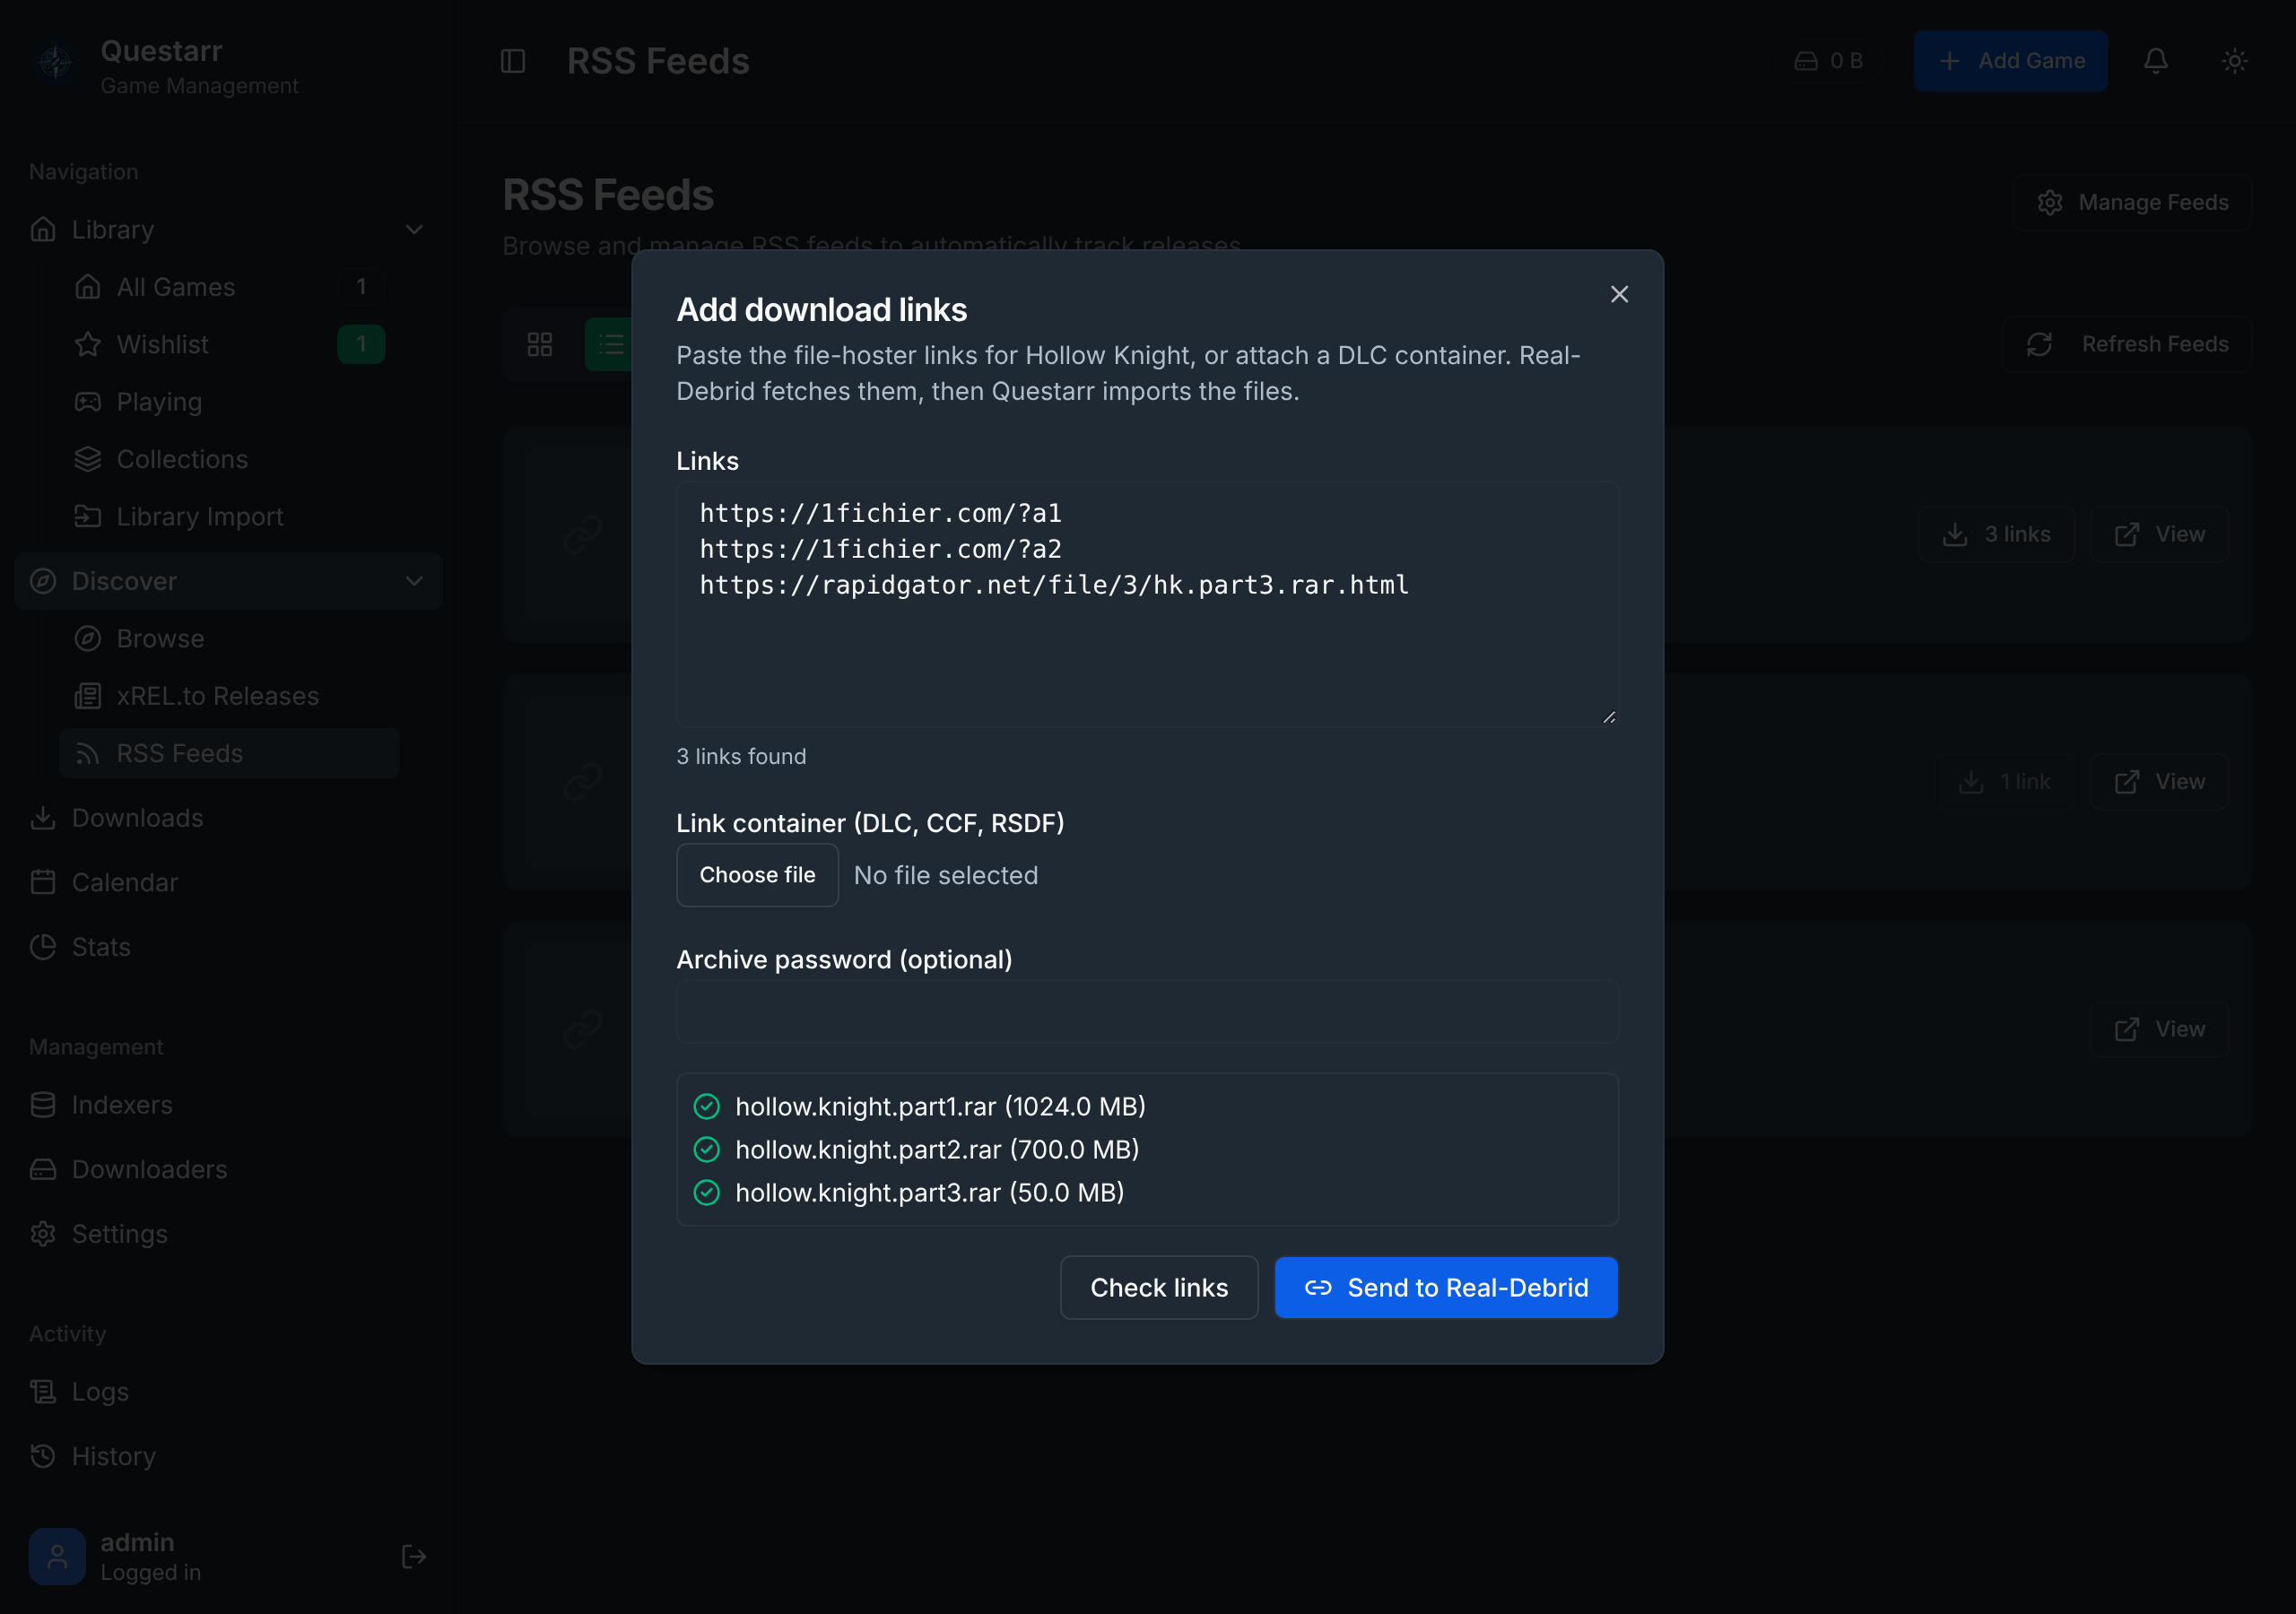 Questarr
Game Management
RSS Feeds
0 B
Add Game
Navigation
Library
All Games
1
Wishlist
1
Playing
Collections
Library Import
Discover
Browse
xREL.to Releases
RSS Feeds
Downloads
Calendar
Stats
Management
Indexers
Downloaders
Settings
Activity
Logs
History
admin
Logged in
RSS Feeds
Manage Feeds
Browse and manage RSS feeds to automatically track releases
Refresh Feeds
3 links
View
1 link
View
View
Add download links
Paste the file-hoster links for Hollow Knight, or attach a DLC container. Real-
Debrid fetches them, then Questarr imports the files.
Links
https://1fichier.com/?a1
https://1fichier.com/?a2
https://rapidgator.net/file/3/hk.part3.rar.html
3 links found
Link container (DLC, CCF, RSDF)
Choose file
No file selected
Archive password (optional)
hollow.knight.part1.rar (1024.0 MB)
hollow.knight.part2.rar (700.0 MB)
hollow.knight.part3.rar (50.0 MB)
Check links
Send to Real-Debrid